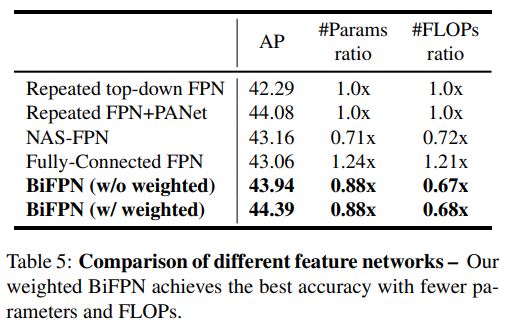 AP #Params ratio #FLOPs ratio
Repeated top-down FPN 42.29 1.0x 1.0x
Repeated FPN+PANet 44.08 1.0x 1.0x
NAS-FPN 43.16 0.71x 0.72x
Fully-Connected FPN 43.06 1.24x 1.21x
BiFPN (w/o weighted) 43.94 0.88x 0.67x
BiFPN (w/ weighted) 44.39 0.88x 0.68x
Table 5: Comparison of different feature networks – Our
weighted BiFPN achieves the best accuracy with fewer pa-
rameters and FLOPs.